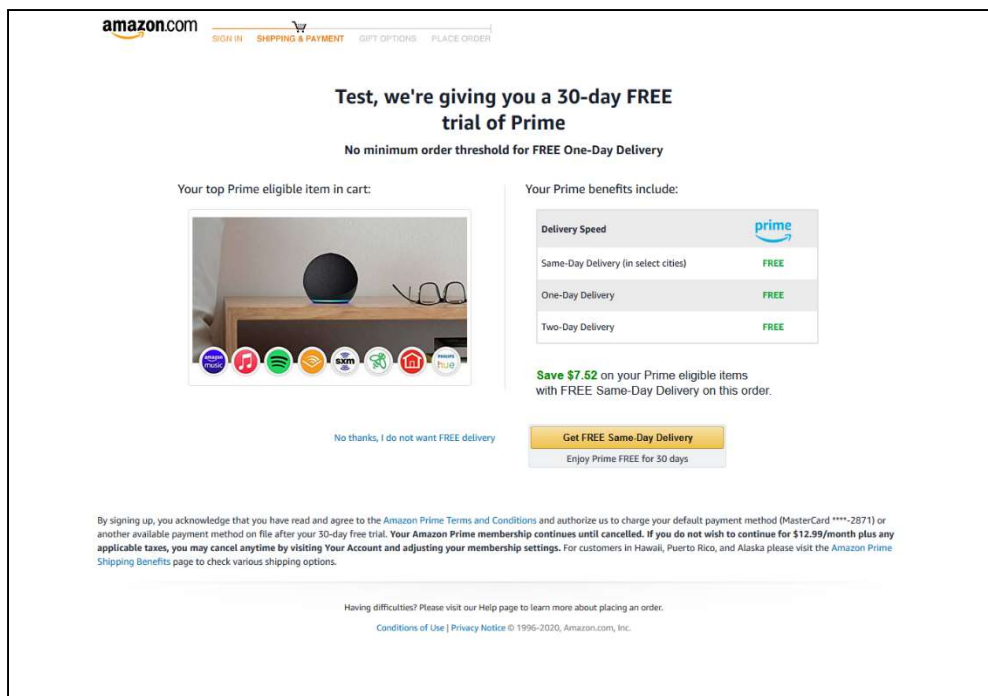 amazon.com
SIGN IN SHIPPING & PAYMENT GIFT OPTIONS PLACE ORDER
Test, we're giving you a 30-day FREE
trial of Prime
No minimum order threshold for FREE One-Day Delivery
Your top Prime eligible item in cart:
amazon music
sxm
PHILIPS hue
Your Prime benefits include:
Delivery Speed prime
Same-Day Delivery (in select cities) FREE
One-Day Delivery FREE
Two-Day Delivery FREE
Save $7.52 on your Prime eligible items
with FREE Same-Day Delivery on this order.
No thanks, I do not want FREE delivery
Get FREE Same-Day Delivery
Enjoy Prime FREE for 30 days
By signing up, you acknowledge that you have read and agree to the Amazon Prime Terms and Conditions and authorize us to charge your default payment method (MasterCard ****-2871) or
another available payment method on file after your 30-day free trial. Your Amazon Prime membership continues until cancelled. If you do not wish to continue for $12.99/month plus any
applicable taxes, you may cancel anytime by visiting Your Account and adjusting your membership settings. For customers in Hawaii, Puerto Rico, and Alaska please visit the Amazon Prime
Shipping Benefits page to check various shipping options.
Having difficulties? Please visit our Help page to learn more about placing an order.
Conditions of Use | Privacy Notice © 1996-2020, Amazon.com, Inc.